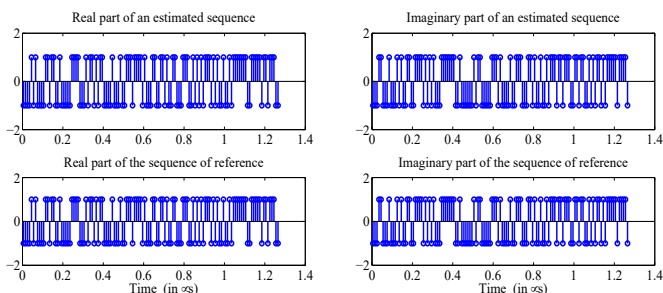 Real part of an estimated sequence
Imaginary part of an estimated sequence
2
0
−2
0 0.2 0.4 0.6 0.8 1 1.2 1.4
2
0
−2
0 0.2 0.4 0.6 0.8 1 1.2 1.4
Real part of the sequence of reference
Imaginary part of the sequence of reference
2
0
−2
0 0.2 0.4 0.6 0.8 1 1.2 1.4
Time (in ∝s)
2
0
−2
0 0.2 0.4 0.6 0.8 1 1.2 1.4
Time (in ∝s)